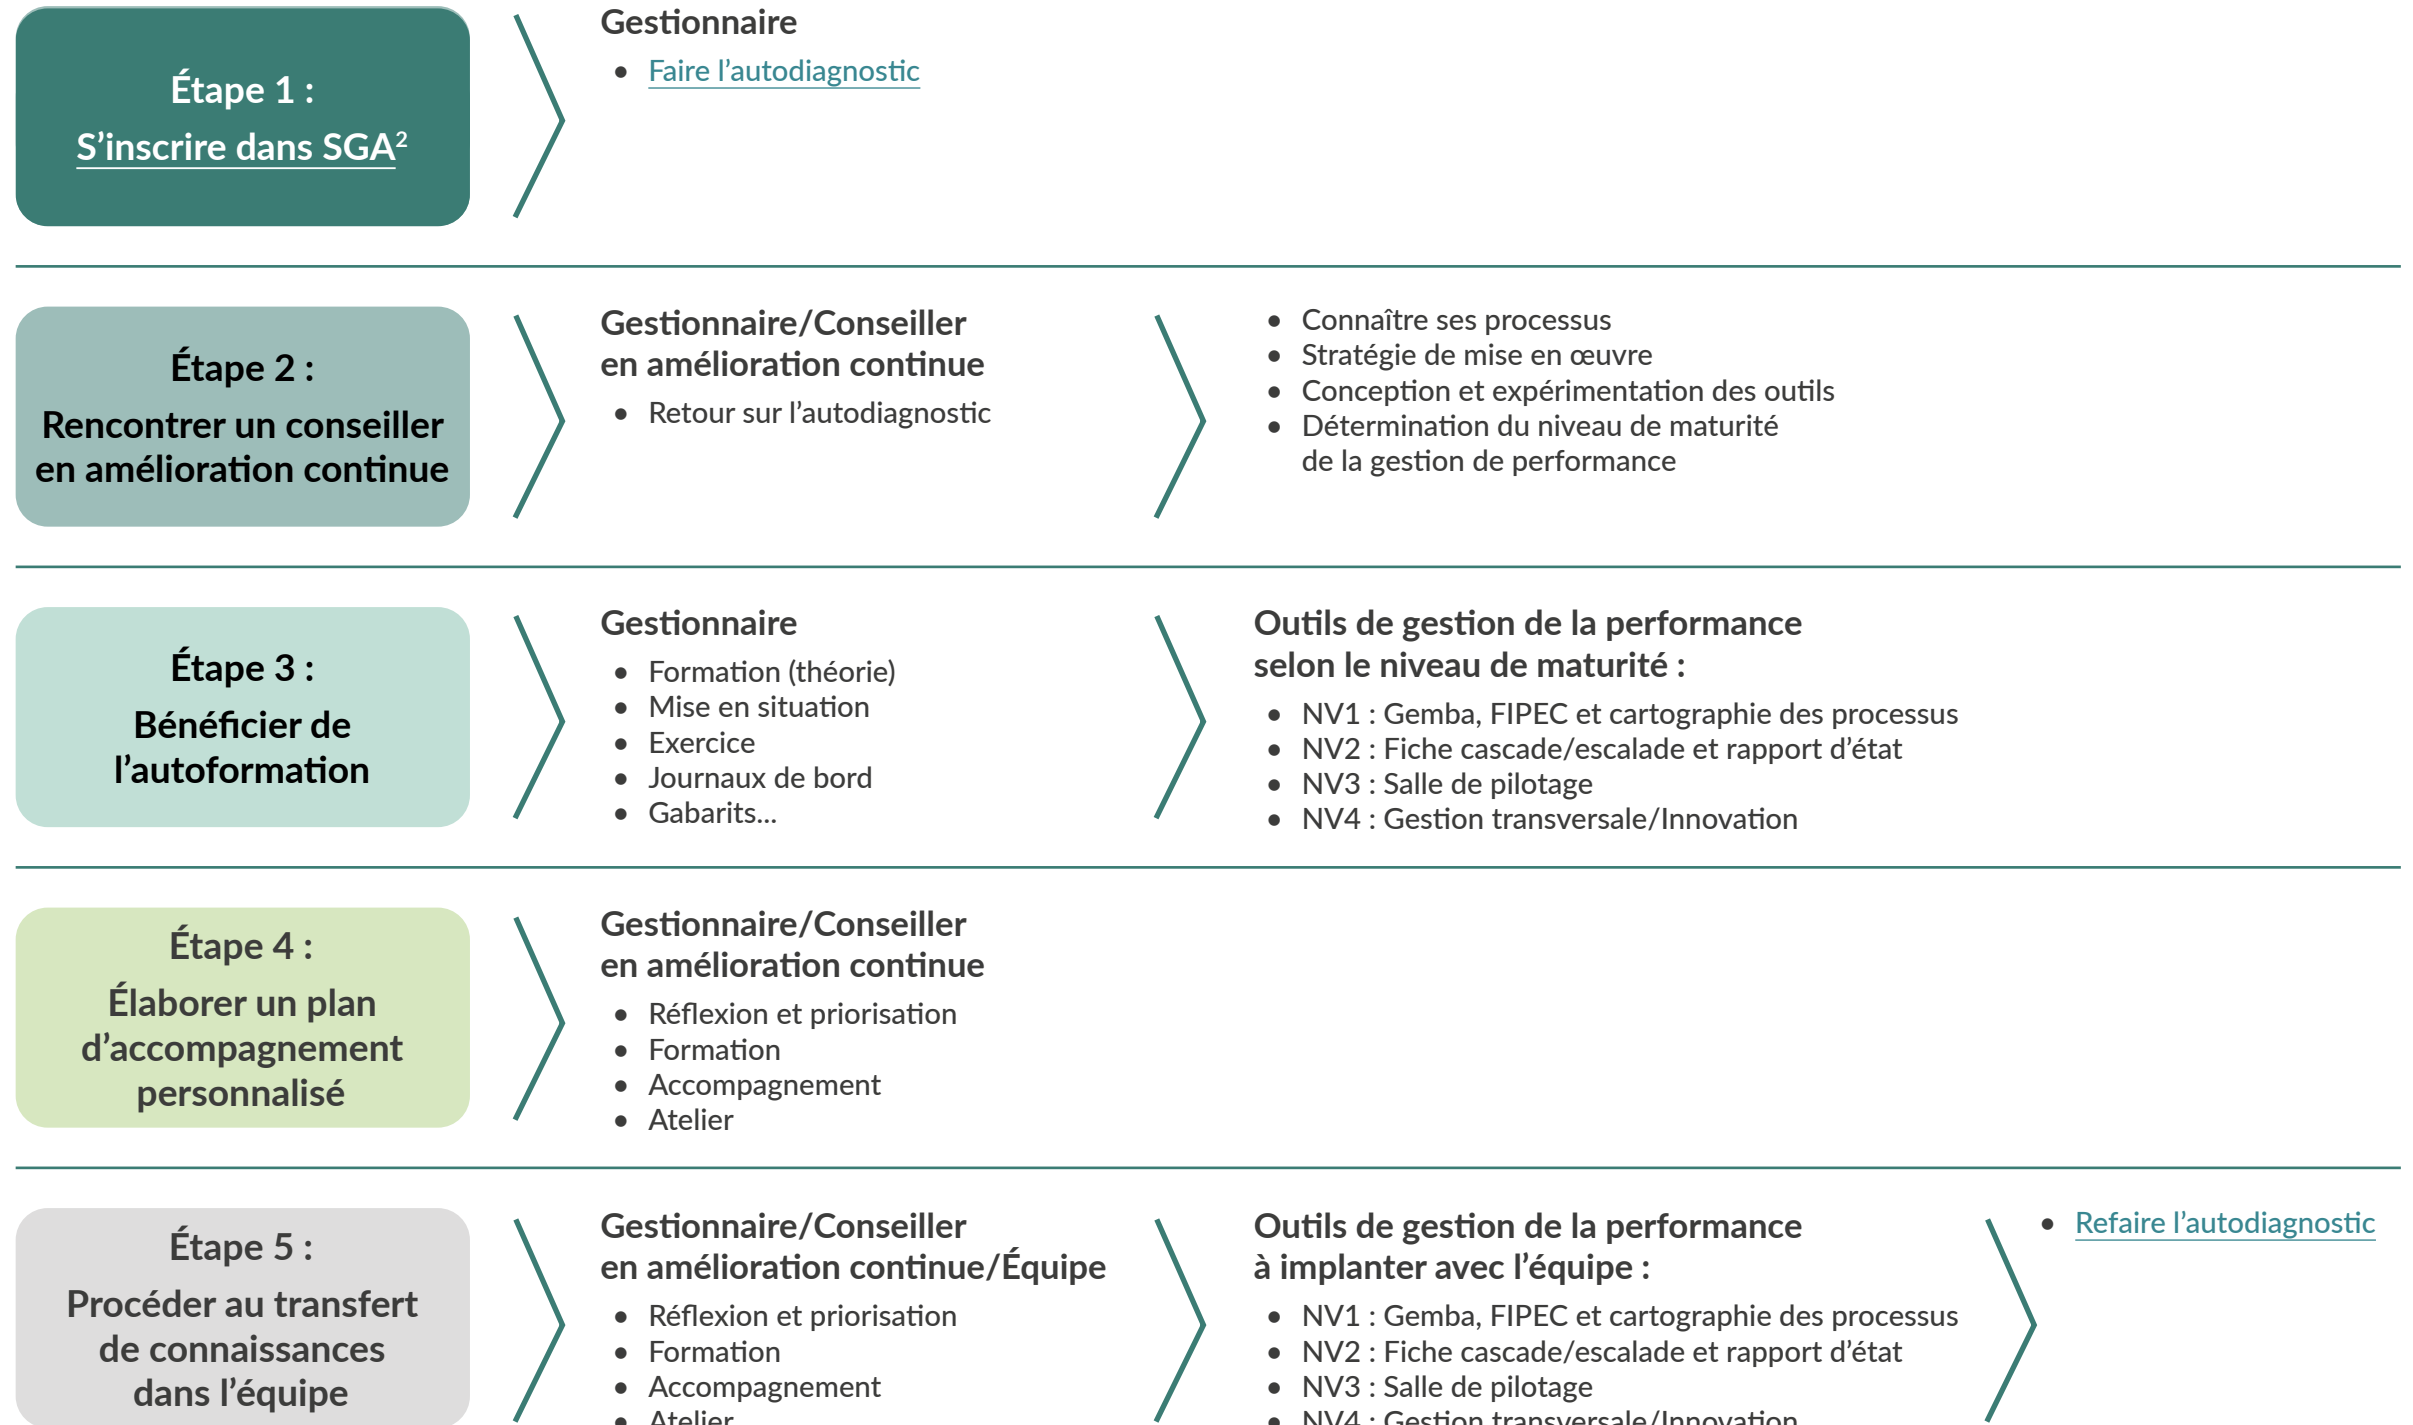 Étape 1 :
S’inscrire dans SGA²
Gestionnaire
• Faire l’autodiagnostic
Étape 2 :
Rencontrer un conseiller
en amélioration continue
Gestionnaire/Conseiller
en amélioration continue
• Retour sur l’autodiagnostic
• Connaître ses processus
• Stratégie de mise en œuvre
• Conception et expérimentation des outils
• Détermination du niveau de maturité
de la gestion de performance
Étape 3 :
Bénéficier de
l’autoformation
Gestionnaire
• Formation (théorie)
• Mise en situation
• Exercice
• Journaux de bord
• Gabarits...
Outils de gestion de la performance
selon le niveau de maturité :
• NV1 : Gemba, FIPEC et cartographie des processus
• NV2 : Fiche cascade/escalade et rapport d’état
• NV3 : Salle de pilotage
• NV4 : Gestion transversale/Innovation
Étape 4 :
Élaborer un plan
d’accompagnement
personnalisé
Gestionnaire/Conseiller
en amélioration continue
• Réflexion et priorisation
• Formation
• Accompagnement
• Atelier
Étape 5 :
Procéder au transfert
de connaissances
dans l’équipe
Gestionnaire/Conseiller
en amélioration continue/Équipe
• Réflexion et priorisation
• Formation
• Accompagnement
• Atelier
Outils de gestion de la performance
à implanter avec l’équipe :
• NV1 : Gemba, FIPEC et cartographie des processus
• NV2 : Fiche cascade/escalade et rapport d’état
• NV3 : Salle de pilotage
• NV4 : Gestion transversale/Innovation
• Refaire l’autodiagnostic